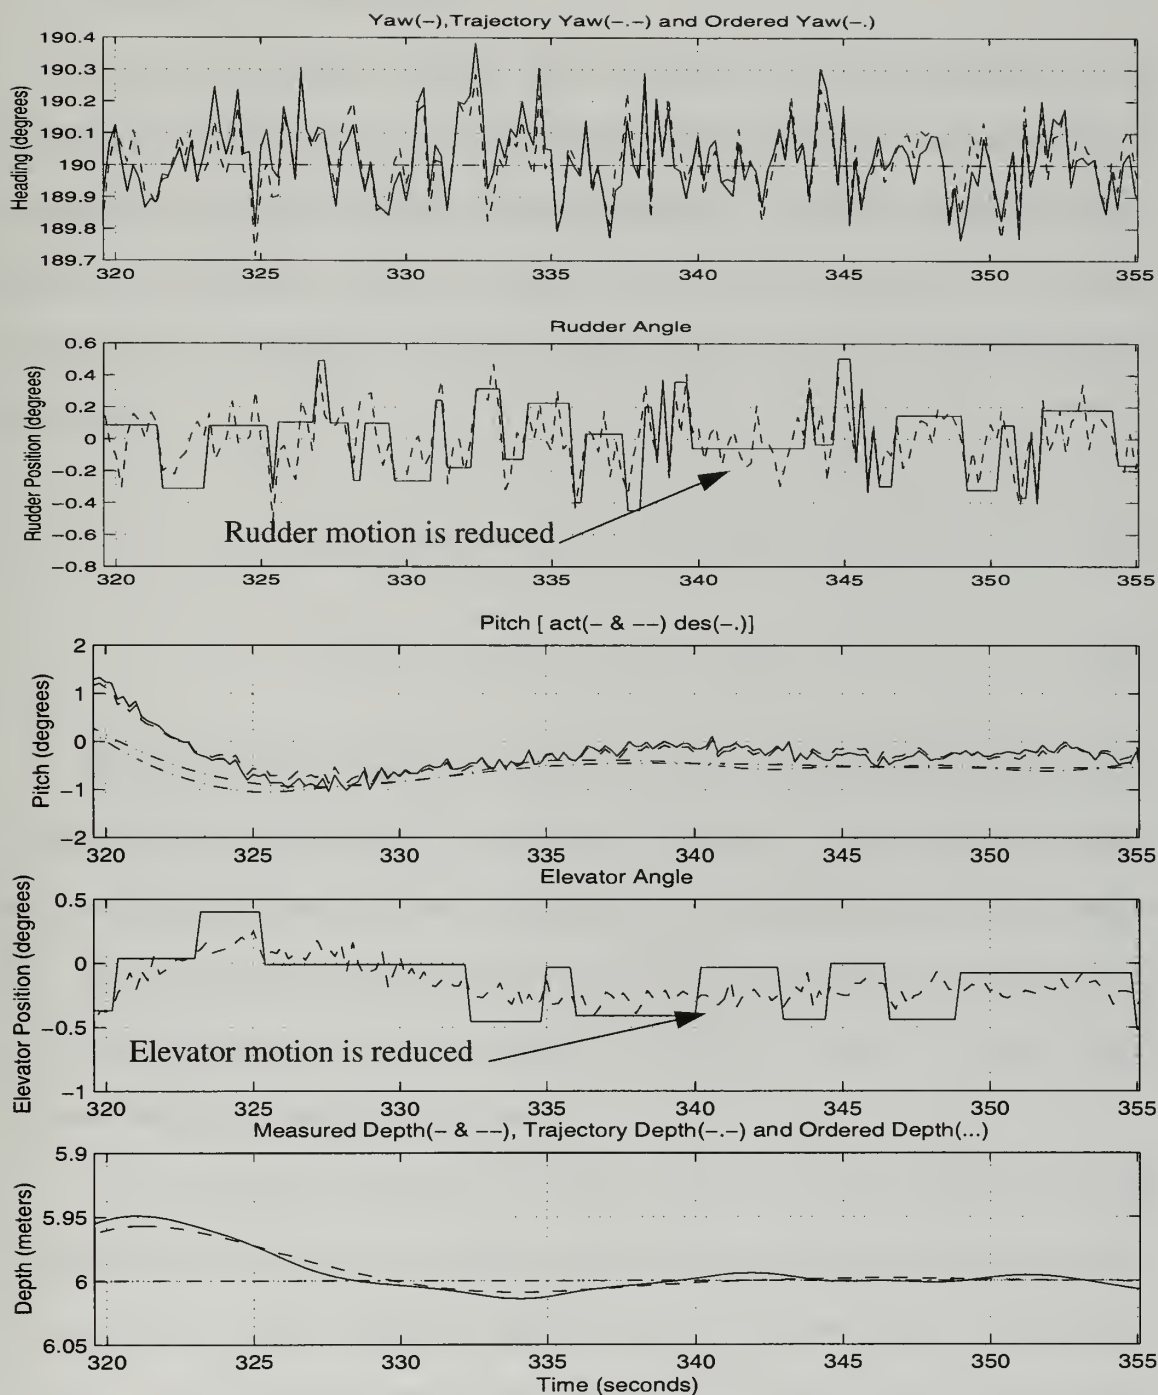 Yaw(−),Trajectory Yaw(−.−) and Ordered Yaw(−.)
Heading (degrees)
190.4
190.3
190.2
190.1
190
189.9
189.8
189.7
320 325 330 335 340 345 350 355
Rudder Angle
Rudder Position (degrees)
0.6
0.4
0.2
0
−0.2
−0.4
−0.6
−0.8
Rudder motion is reduced
320 325 330 335 340 345 350 355
Pitch [ act(− & −−) des(−.)]
Pitch (degrees)
2
1
0
−1
−2
320 325 330 335 340 345 350 355
Elevator Angle
Elevator Position (degrees)
0.5
0
−0.5
−1
Elevator motion is reduced
320 325 330 335 340 345 350 355
Measured Depth(− & −−), Trajectory Depth(−.−) and Ordered Depth(...)
Depth (meters)
5.9
5.95
6
6.05
320 325 330 335 340 345 350 355
Time (seconds)